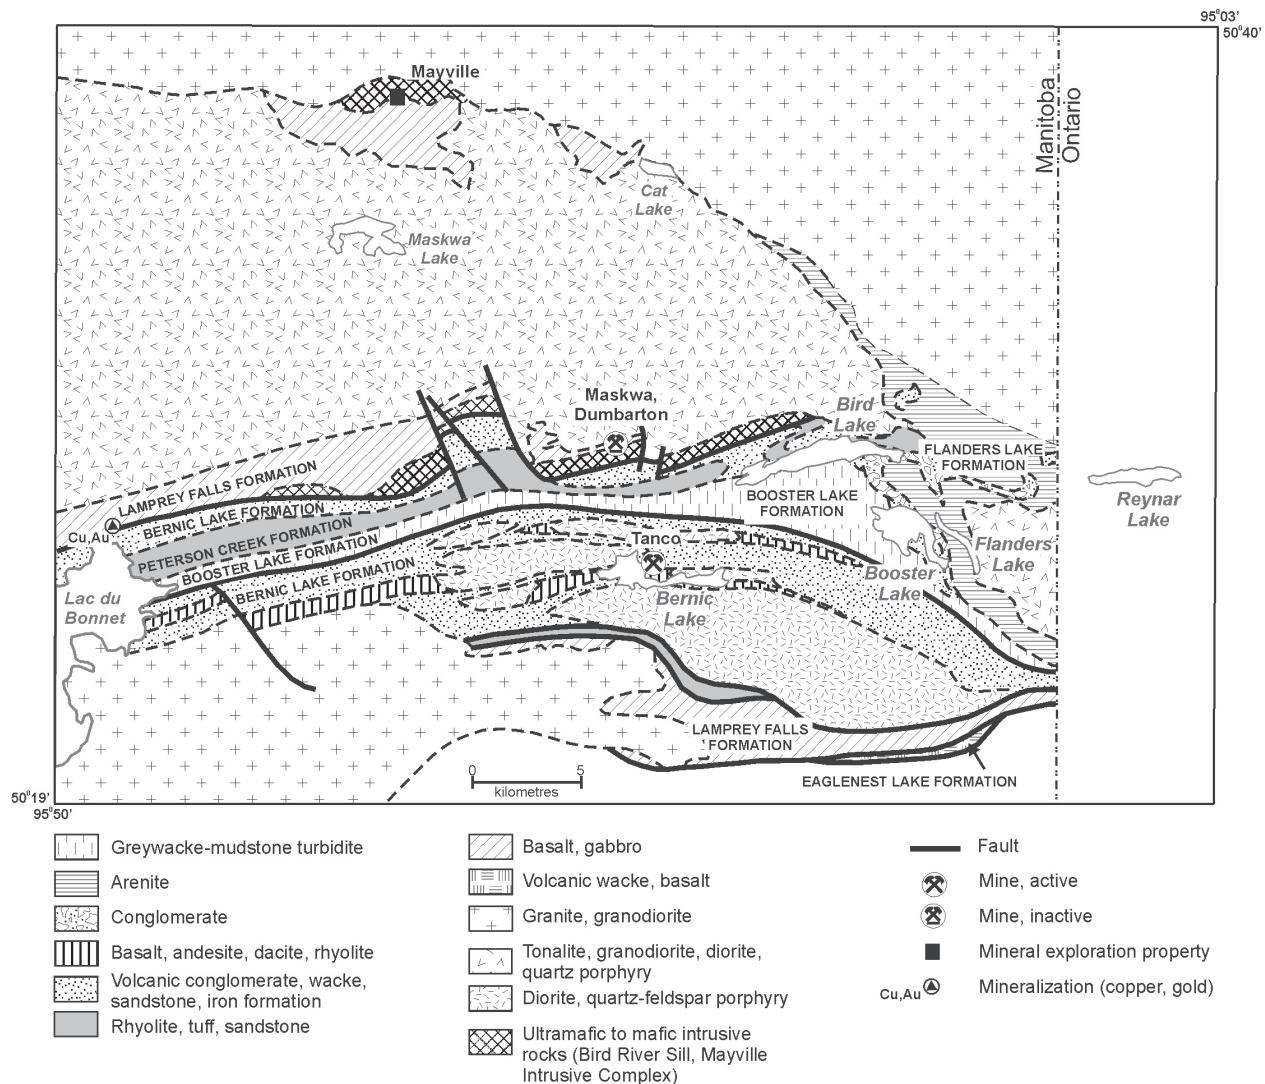 95°03'
50°40'
Mayville
Manitoba
Ontario
Cat
Lake
Maskwa
Lake
Maskwa,
Dumbarton
Bird
Lake
FLANDERS LAKE
FORMATION
LAMPREY FALLS FORMATION
BOOSTER LAKE
FORMATION
Reynar
Lake
BERNIC LAKE FORMATION
Cu,Au
PETERSON CREEK FORMATION
Tanco
BOOSTER LAKE FORMATION
Flanders
Lake
BERNIC LAKE FORMATION
Booster
Lake
Lac du
Bonnet
Bernic
Lake
LAMPREY FALLS
FORMATION
0 5
kilometres
EAGLENEST LAKE FORMATION
50°19'
95°50'
Greywacke-mudstone turbidite
Arenite
Conglomerate
Basalt, andesite, dacite, rhyolite
Volcanic conglomerate, wacke,
sandstone, iron formation
Rhyolite, tuff, sandstone
Basalt, gabbro
Volcanic wacke, basalt
Granite, granodiorite
Tonalite, granodiorite, diorite,
quartz porphyry
Diorite, quartz-feldspar porphyry
Ultramafic to mafic intrusive
rocks (Bird River Sill, Mayville
Intrusive Complex)
Fault
Mine, active
Mine, inactive
Mineral exploration property
Cu,Au Mineralization (copper, gold)